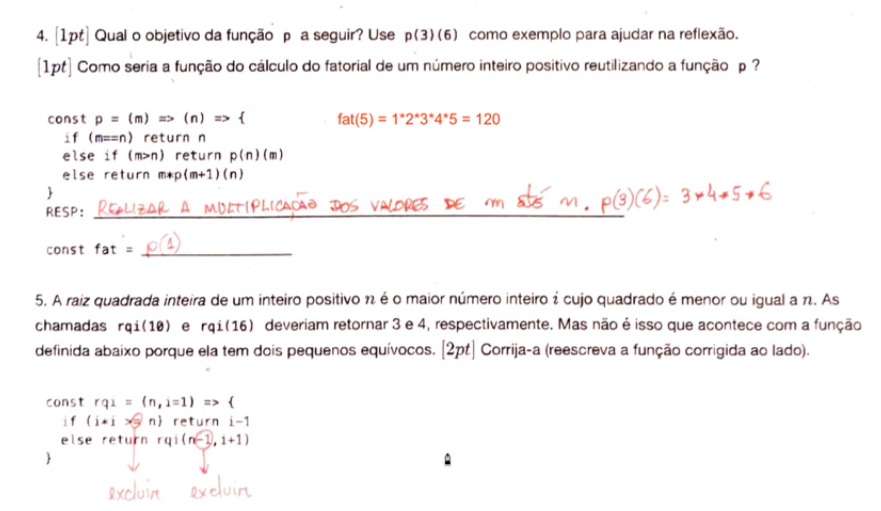 4. [1pt] Qual o objetivo da função p a seguir? Use p(3)(6) como exemplo para ajudar na reflexão.
[1pt] Como seria a função do cálculo do fatorial de um número inteiro positivo reutilizando a função p ?
const p = (m) => (n) => {
fat(5) = 1*2*3*4*5 = 120
if (m==n) return n
else if (m>n) return p(n)(m)
else return m*p(m+1)(n)
}
RESP: REALIZAR A MULTIPLICAÇÃO DOS VALORES DE m até n. p(3)(6)= 3*4*5*6
const fat = p(1)
5. A raiz quadrada inteira de um inteiro positivo n é o maior número inteiro i cujo quadrado é menor ou igual a n. As
chamadas rqi(10) e rqi(16) deveriam retornar 3 e 4, respectivamente. Mas não é isso que acontece com a função
definida abaixo porque ela tem dois pequenos equívocos. [2pt] Corrija-a (reescreva a função corrigida ao lado).
const rqi = (n,i=1) => {
if (i*i >= n) return i-1
else return rqi(n-1,i+1)
}
excluir excluir